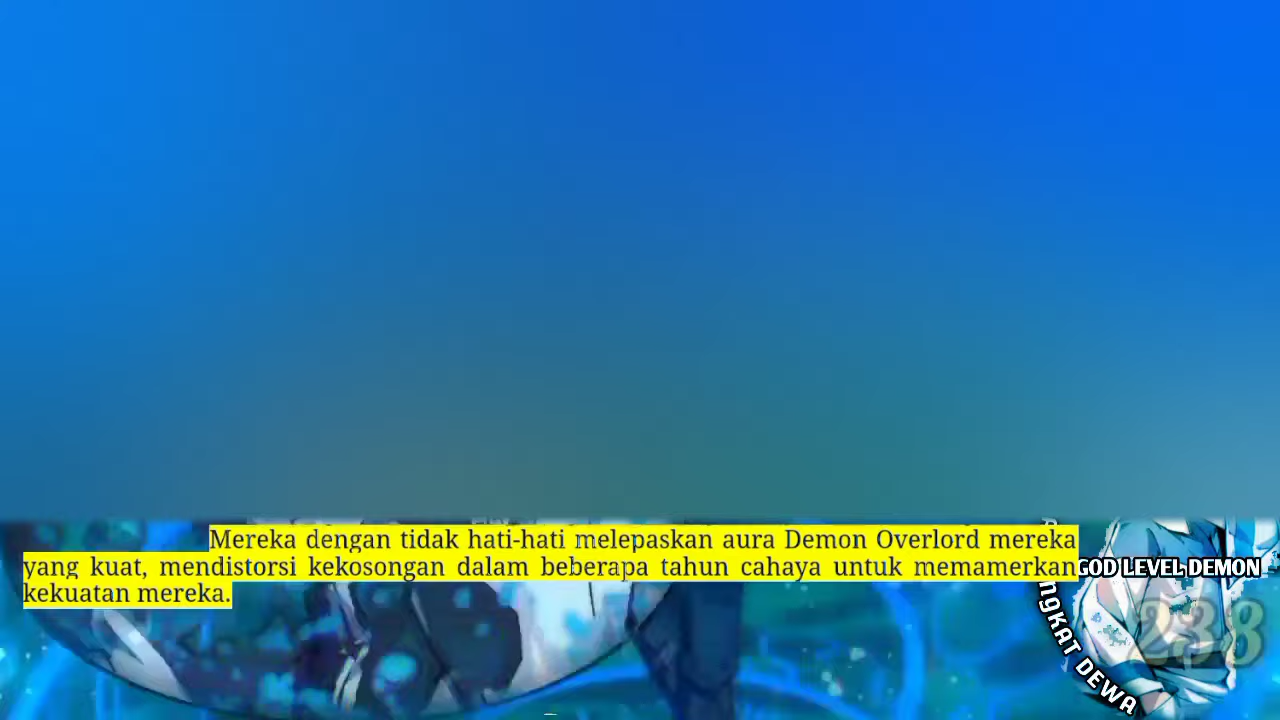 Mereka dengan tidak hati-hati melepaskan aura Demon Overlord mereka
yang kuat, mendistorsi kekosongan dalam beberapa tahun cahaya untuk memamerkan
kekuatan mereka.
GOD LEVEL DEMON
238
DEWA